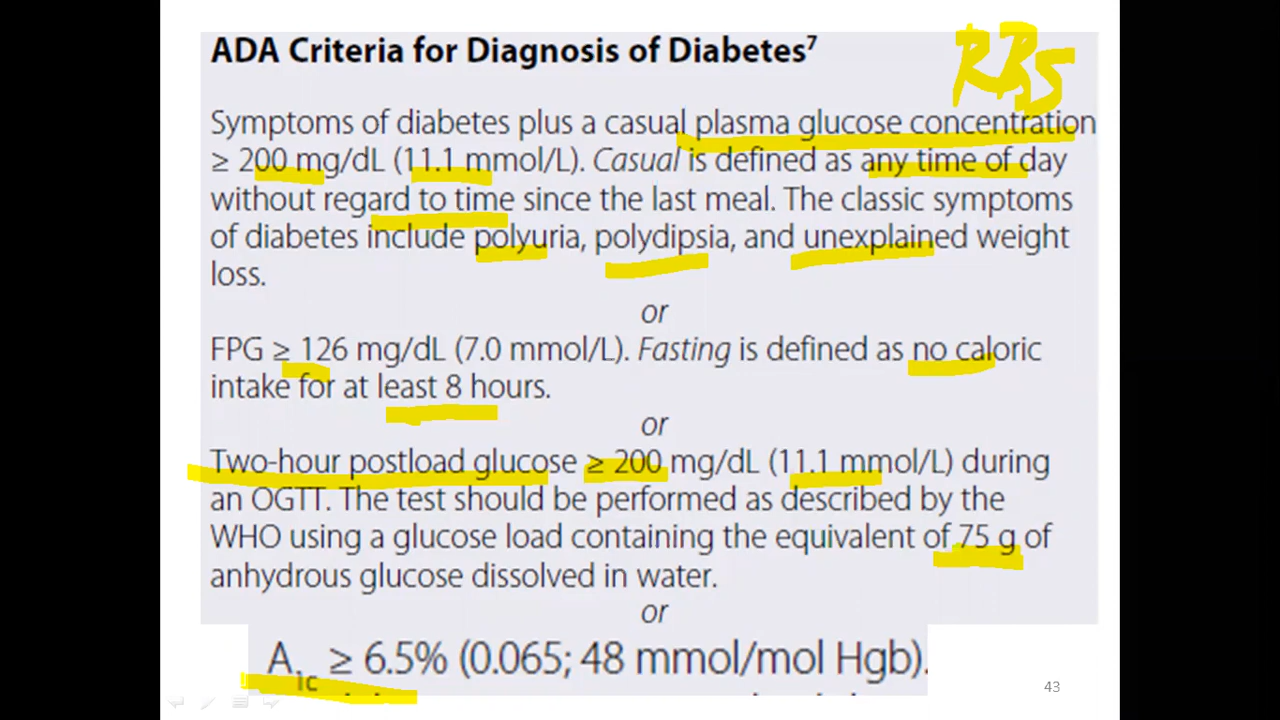 ADA Criteria for Diagnosis of Diabetes7
RBS
Symptoms of diabetes plus a casual plasma glucose concentration
≥ 200 mg/dL (11.1 mmol/L). Casual is defined as any time of day
without regard to time since the last meal. The classic symptoms
of diabetes include polyuria, polydipsia, and unexplained weight
loss.
or
FPG ≥ 126 mg/dL (7.0 mmol/L). Fasting is defined as no caloric
intake for at least 8 hours.
or
Two-hour postload glucose ≥ 200 mg/dL (11.1 mmol/L) during
an OGTT. The test should be performed as described by the
WHO using a glucose load containing the equivalent of 75 g of
anhydrous glucose dissolved in water.
or
A1c ≥ 6.5% (0.065; 48 mmol/mol Hgb).
43